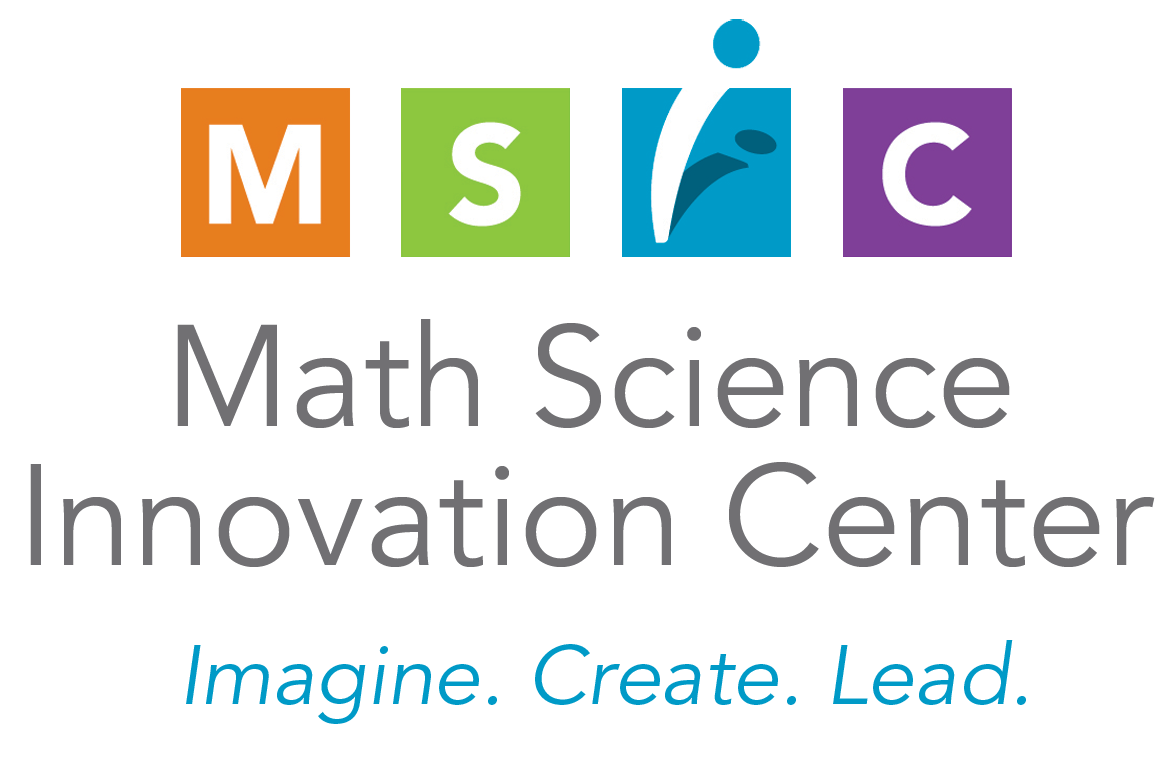 MSiC
Math Science
Innovation Center
Imagine. Create. Lead.